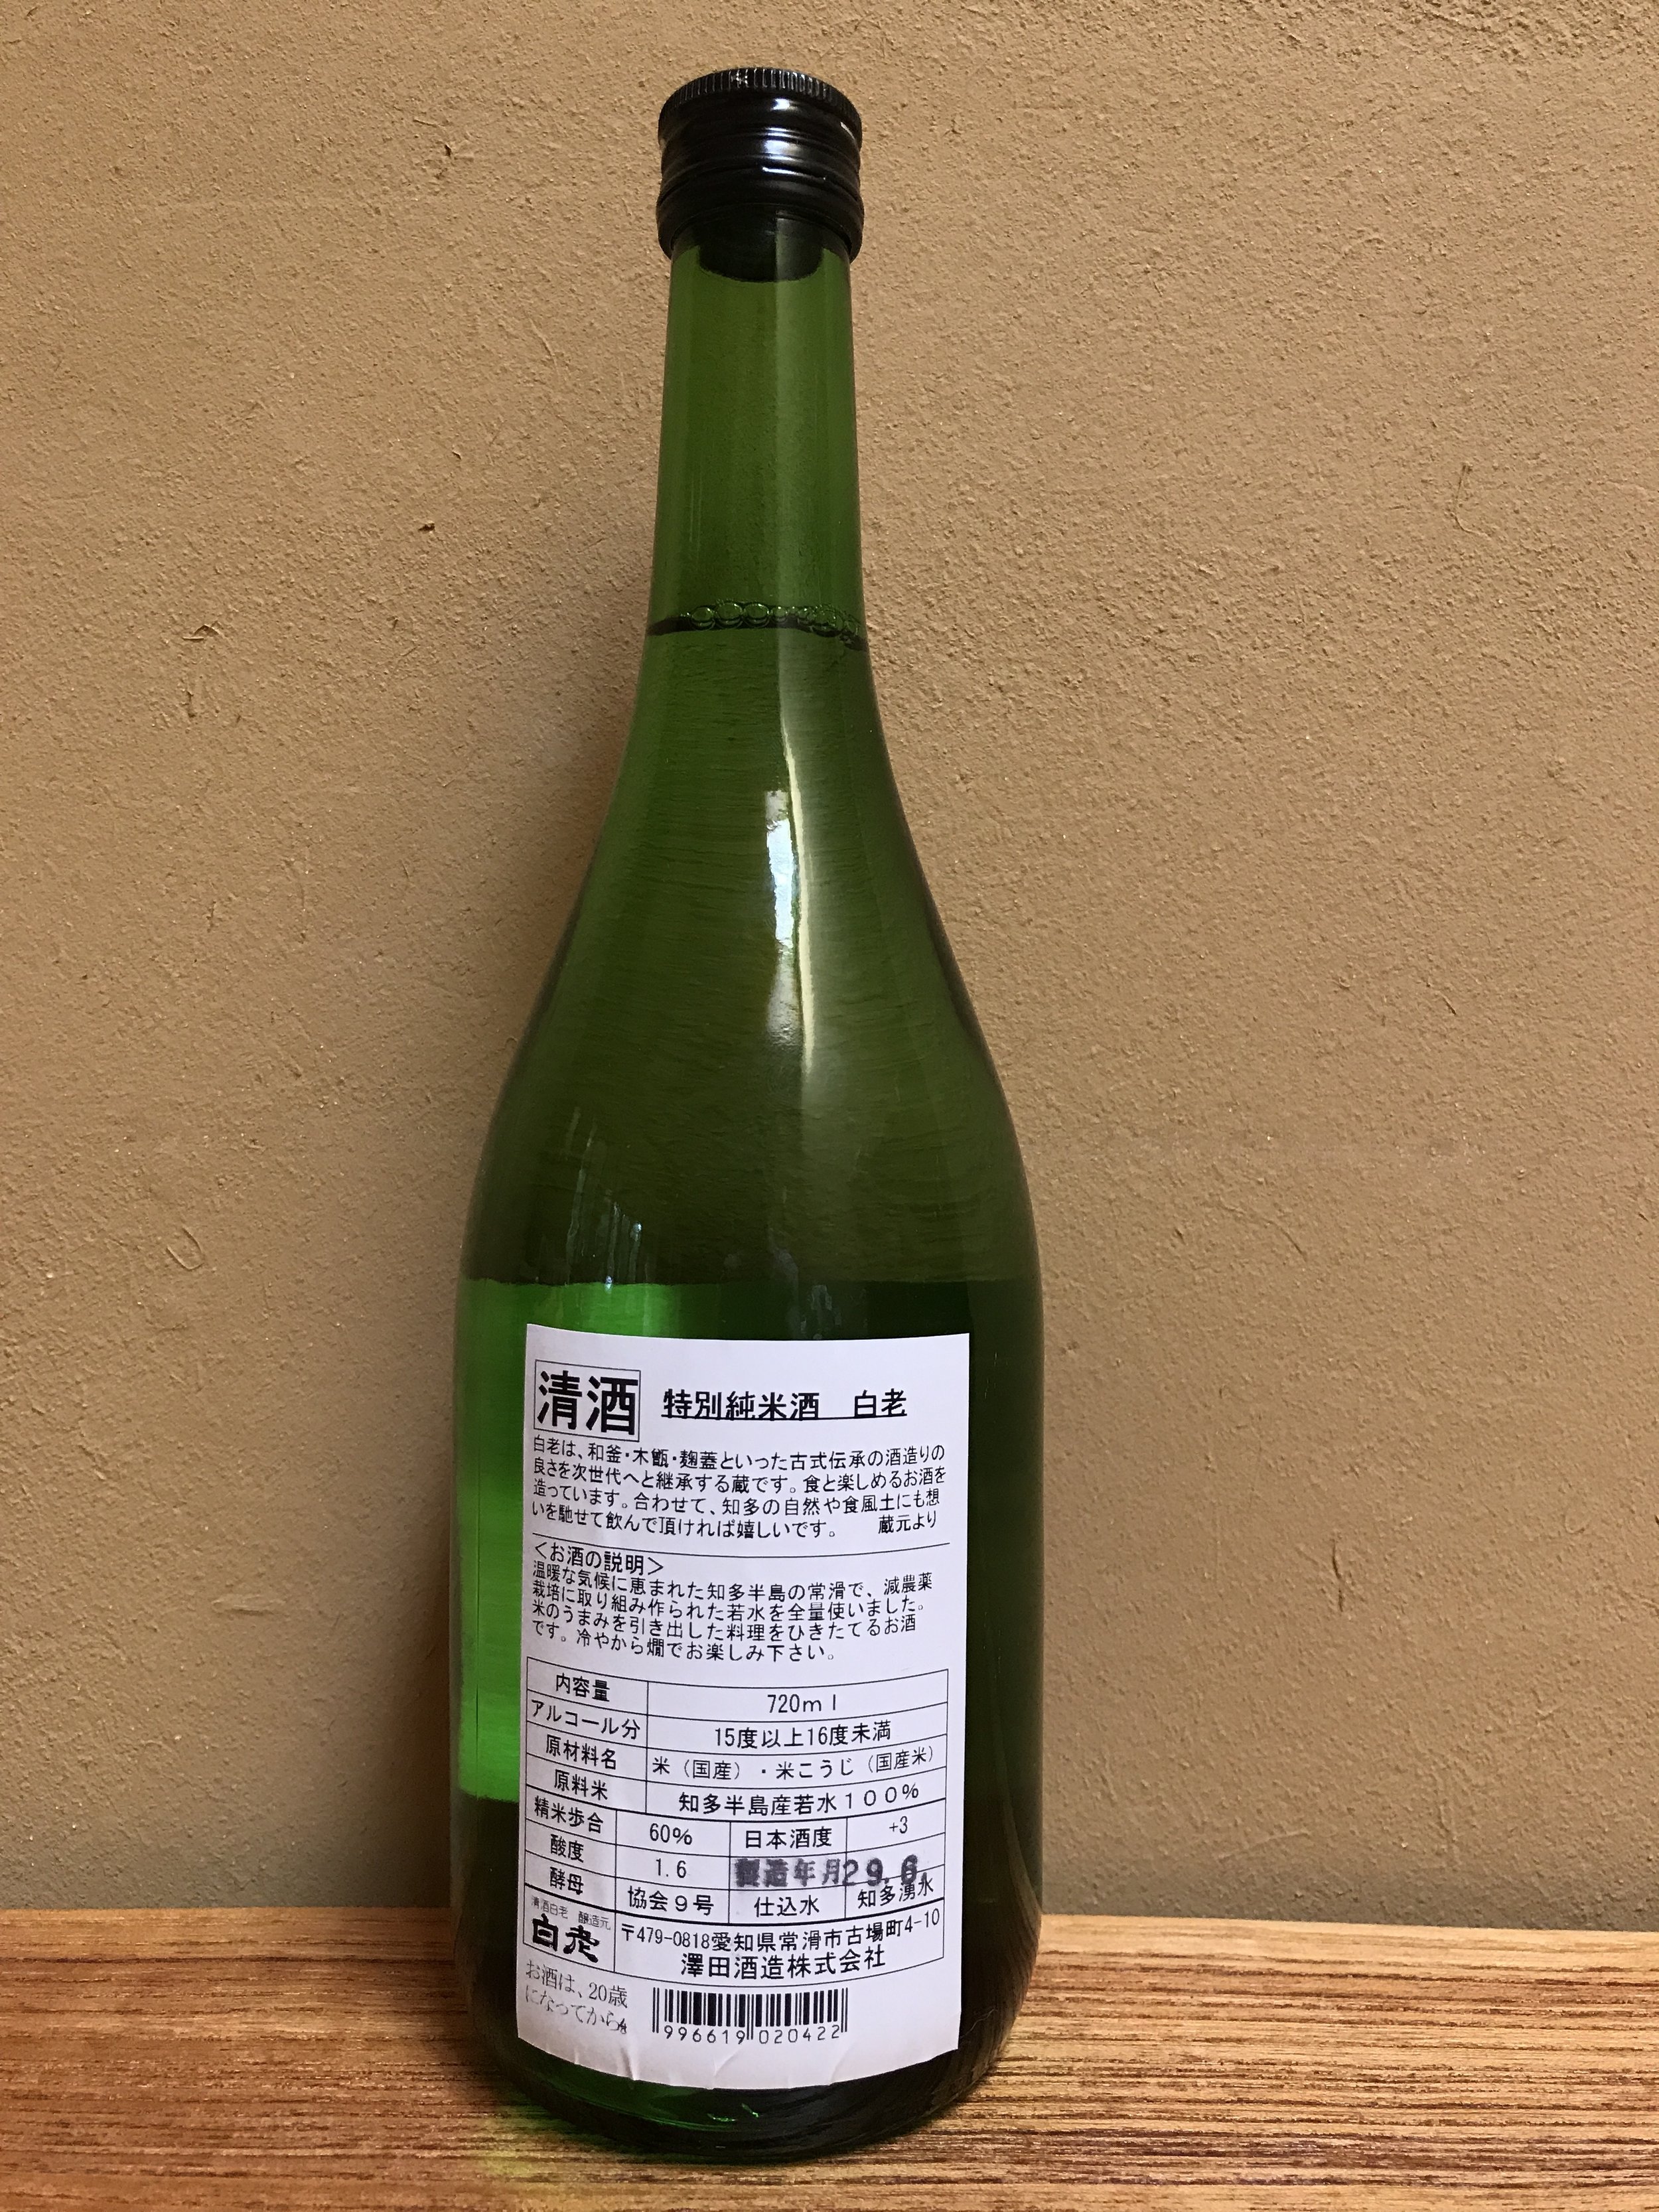 清酒 特別純米酒 白老
白老は、和釜・木甑・麹蓋といった古式伝承の酒造りの
良さを次世代へと継承する蔵です。食と楽しめるお酒を
造っています。合わせて、知多の自然や食風土にも想
いを馳せて飲んで頂ければ嬉しいです。 蔵元より
＜お酒の説明＞
温暖な気候に恵まれた知多半島の常滑で、減農薬
栽培に取り組み作られた若水を全量使いました。
米のうまみを引き出した料理をひきたてるお酒
です。冷やから燗でお楽しみ下さい。
内容量 720ml
アルコール分 15度以上16度未満
原材料名 米（国産）・米こうじ（国産米）
原料米 知多半島産若水１００％
精米歩合 60% 日本酒度 +3
酸度 1.6 製造年月 29.6.
酵母 協会９号 仕込水 知多湧水
清酒白老 醸造元
白老
〒479-0818愛知県常滑市古場町4-10
澤田酒造株式会社
お酒は、20歳
になってから
4 996619 020422